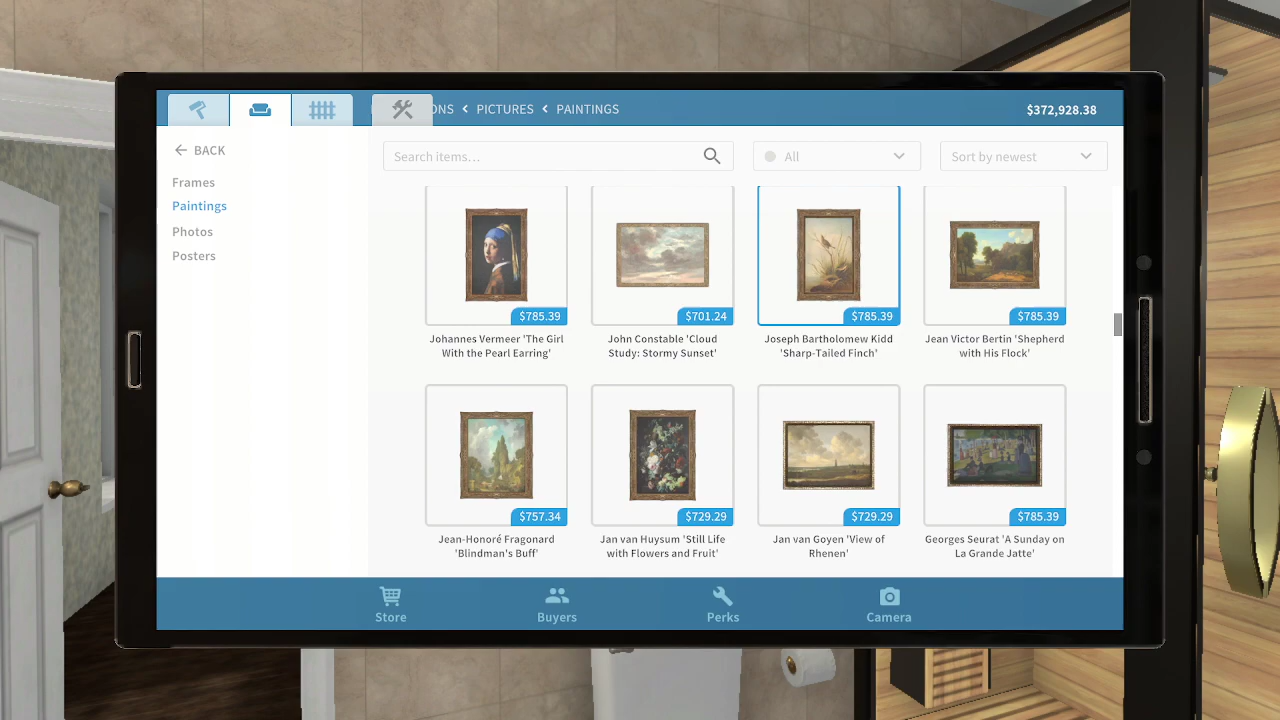 ONS < PICTURES < PAINTINGS
$372,928.38
BACK
Frames
Paintings
Photos
Posters
Search items...
All
Sort by newest
$785.39
Johannes Vermeer 'The Girl
With the Pearl Earring'
$701.24
John Constable 'Cloud
Study: Stormy Sunset'
$785.39
Joseph Bartholomew Kidd
'Sharp-Tailed Finch'
$785.39
Jean Victor Bertin 'Shepherd
with His Flock'
$757.34
Jean-Honoré Fragonard
'Blindman's Buff'
$729.29
Jan van Huysum 'Still Life
with Flowers and Fruit'
$729.29
Jan van Goyen 'View of
Rhenen'
$785.39
Georges Seurat 'A Sunday on
La Grande Jatte'
Store
Buyers
Perks
Camera